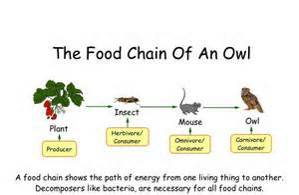 The Food Chain Of An Owl
Plant
Insect
Mouse
Owl
Producer
Herbivore/
Consumer
Omnivore/
Consumer
Carnivore/
Consumer
A food chain shows the path of energy from one living thing to another.
Decomposers like bacteria, are necessary for all food chains.